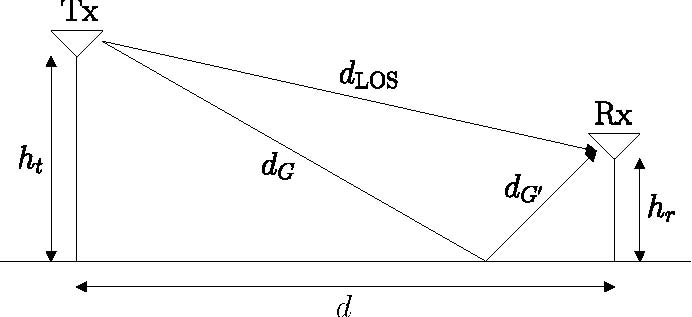 Tx
d_LOS
Rx
h_t
d_G
d_G'
h_r
d